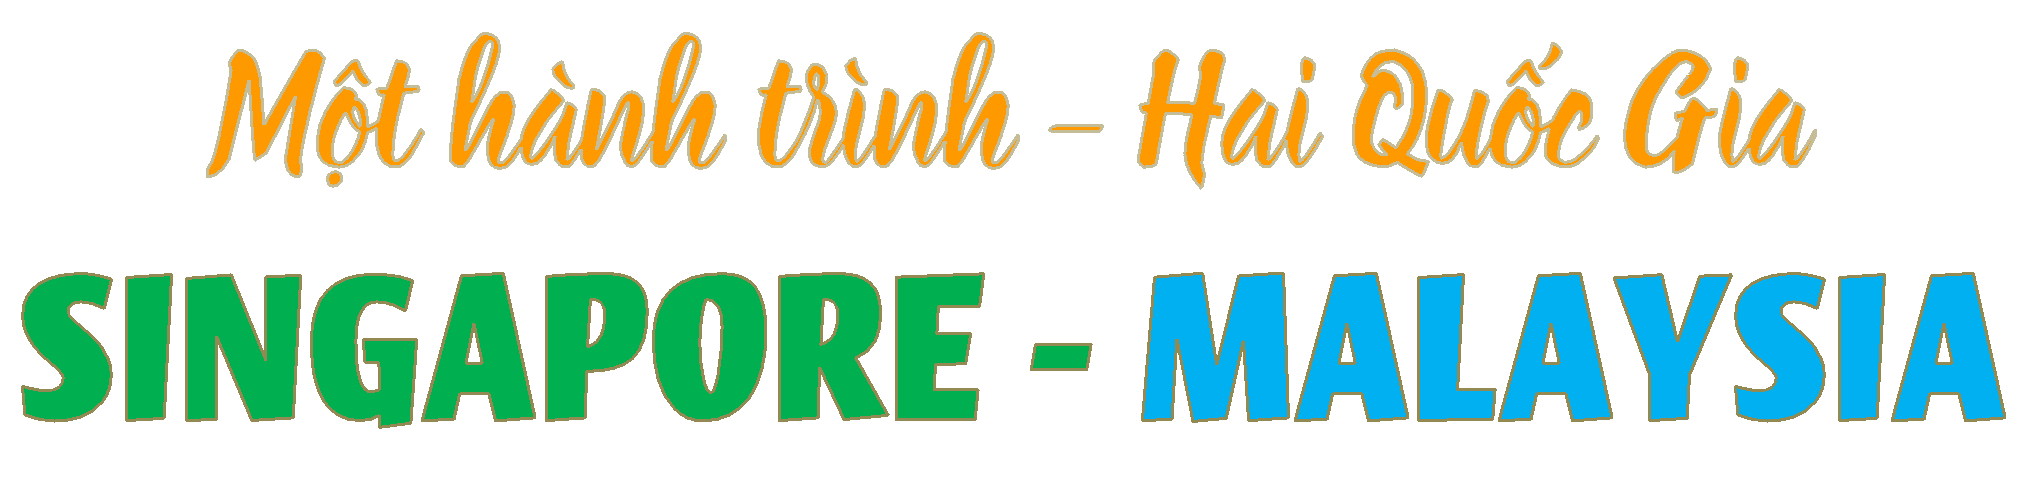 Một hành trình – Hai Quốc Gia
SINGAPORE - MALAYSIA